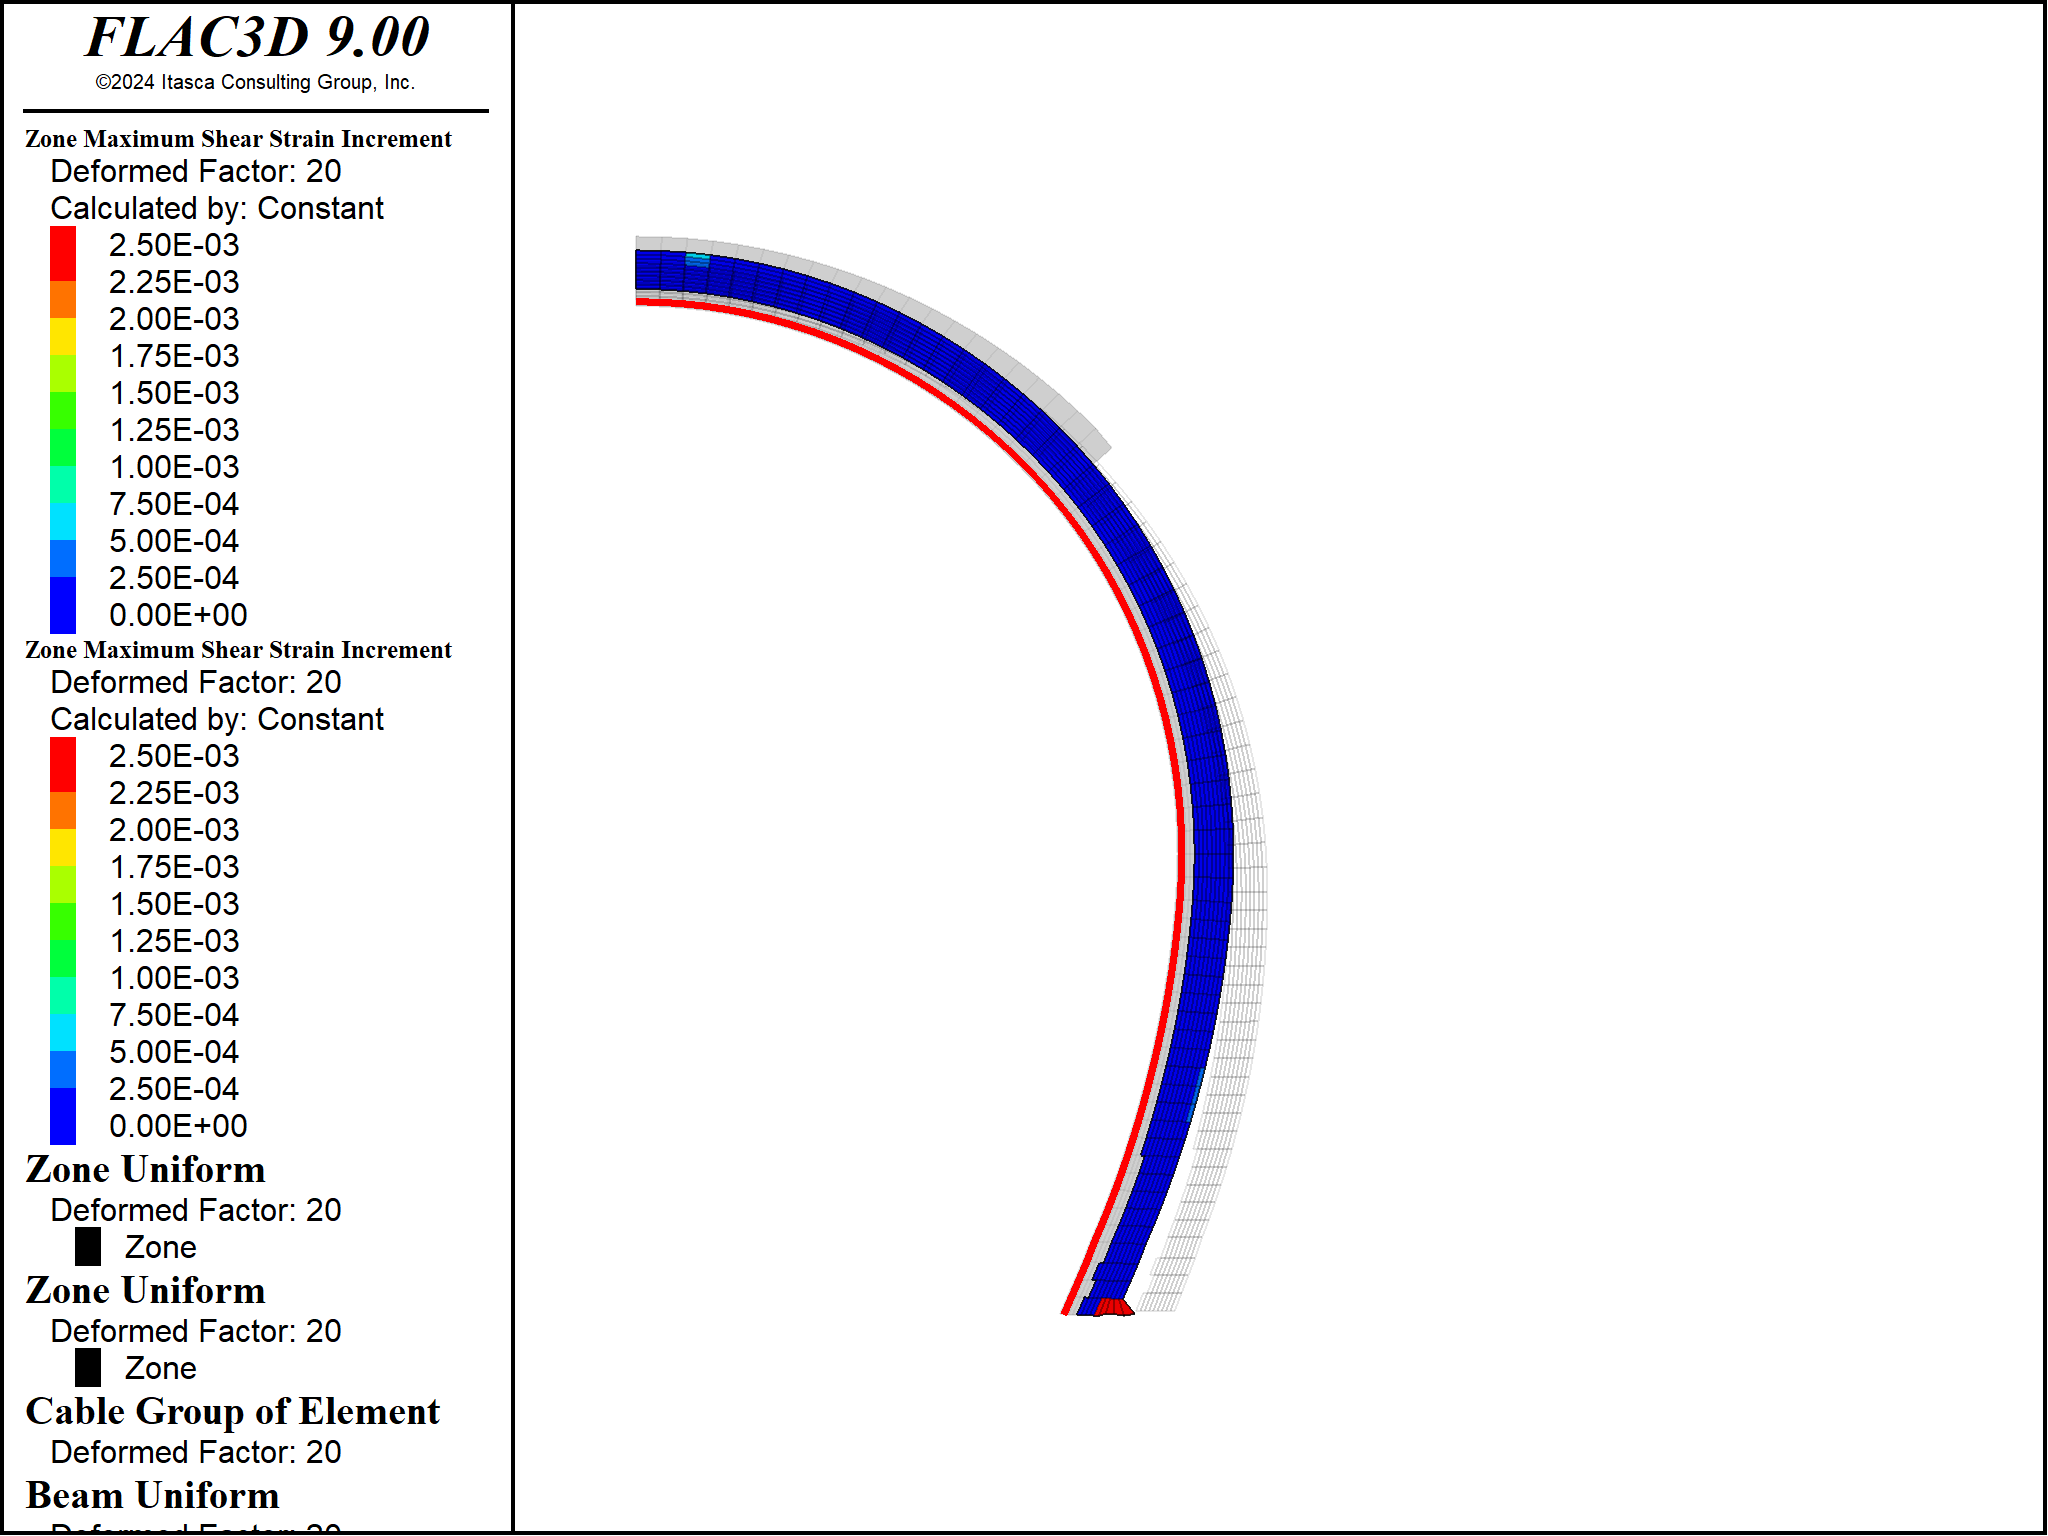 FLAC3D 9.00
©2024 Itasca Consulting Group, Inc.
Zone Maximum Shear Strain Increment
Deformed Factor: 20
Calculated by: Constant
2.50E-03
2.25E-03
2.00E-03
1.75E-03
1.50E-03
1.25E-03
1.00E-03
7.50E-04
5.00E-04
2.50E-04
0.00E+00
Zone Maximum Shear Strain Increment
Deformed Factor: 20
Calculated by: Constant
2.50E-03
2.25E-03
2.00E-03
1.75E-03
1.50E-03
1.25E-03
1.00E-03
7.50E-04
5.00E-04
2.50E-04
0.00E+00
Zone Uniform
Deformed Factor: 20
Zone
Zone Uniform
Deformed Factor: 20
Zone
Cable Group of Element
Deformed Factor: 20
Beam Uniform